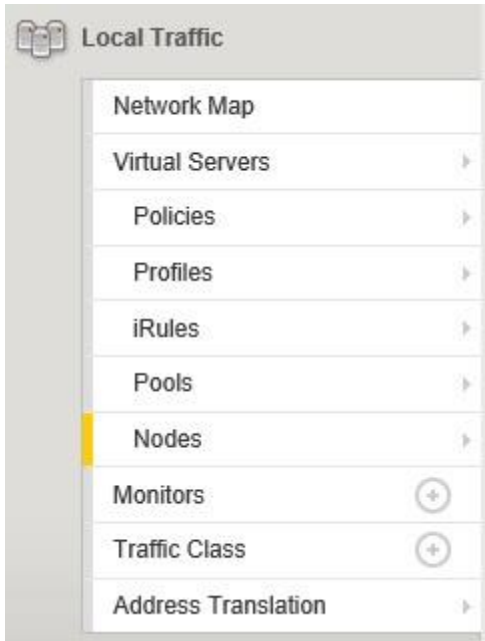 Local Traffic
Network Map
Virtual Servers
Policies
Profiles
iRules
Pools
Nodes
Monitors
Traffic Class
Address Translation